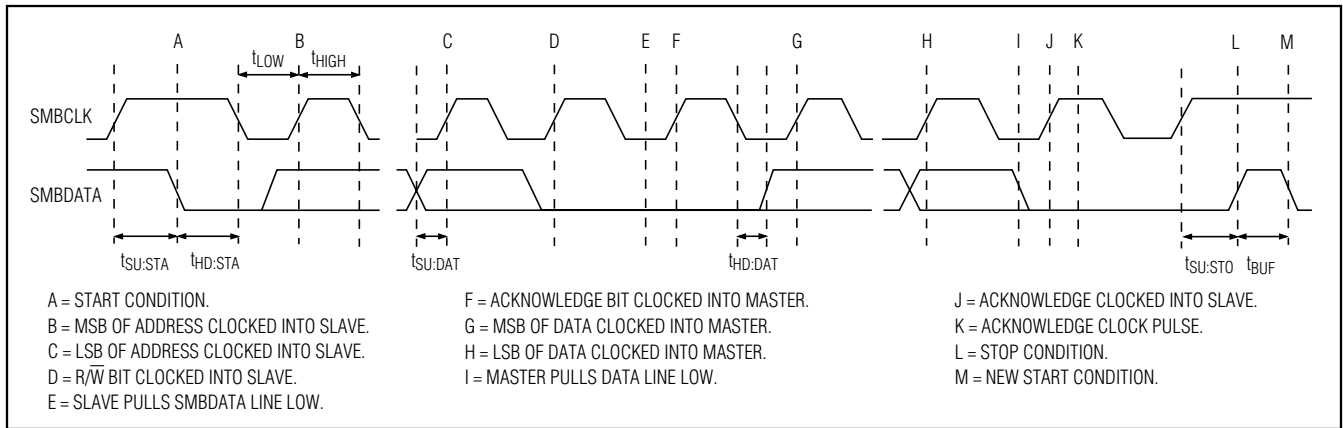 A B C D E F G H I J K L M
tLOW tHIGH
SMBCLK
SMBDATA
tSU:STA tHD:STA tSU:DAT tHD:DAT tSU:STO tBUF
A = START CONDITION.
B = MSB OF ADDRESS CLOCKED INTO SLAVE.
C = LSB OF ADDRESS CLOCKED INTO SLAVE.
D = R/W̅ BIT CLOCKED INTO SLAVE.
E = SLAVE PULLS SMBDATA LINE LOW.
F = ACKNOWLEDGE BIT CLOCKED INTO MASTER.
G = MSB OF DATA CLOCKED INTO MASTER.
H = LSB OF DATA CLOCKED INTO MASTER.
I = MASTER PULLS DATA LINE LOW.
J = ACKNOWLEDGE CLOCKED INTO SLAVE.
K = ACKNOWLEDGE CLOCK PULSE.
L = STOP CONDITION.
M = NEW START CONDITION.